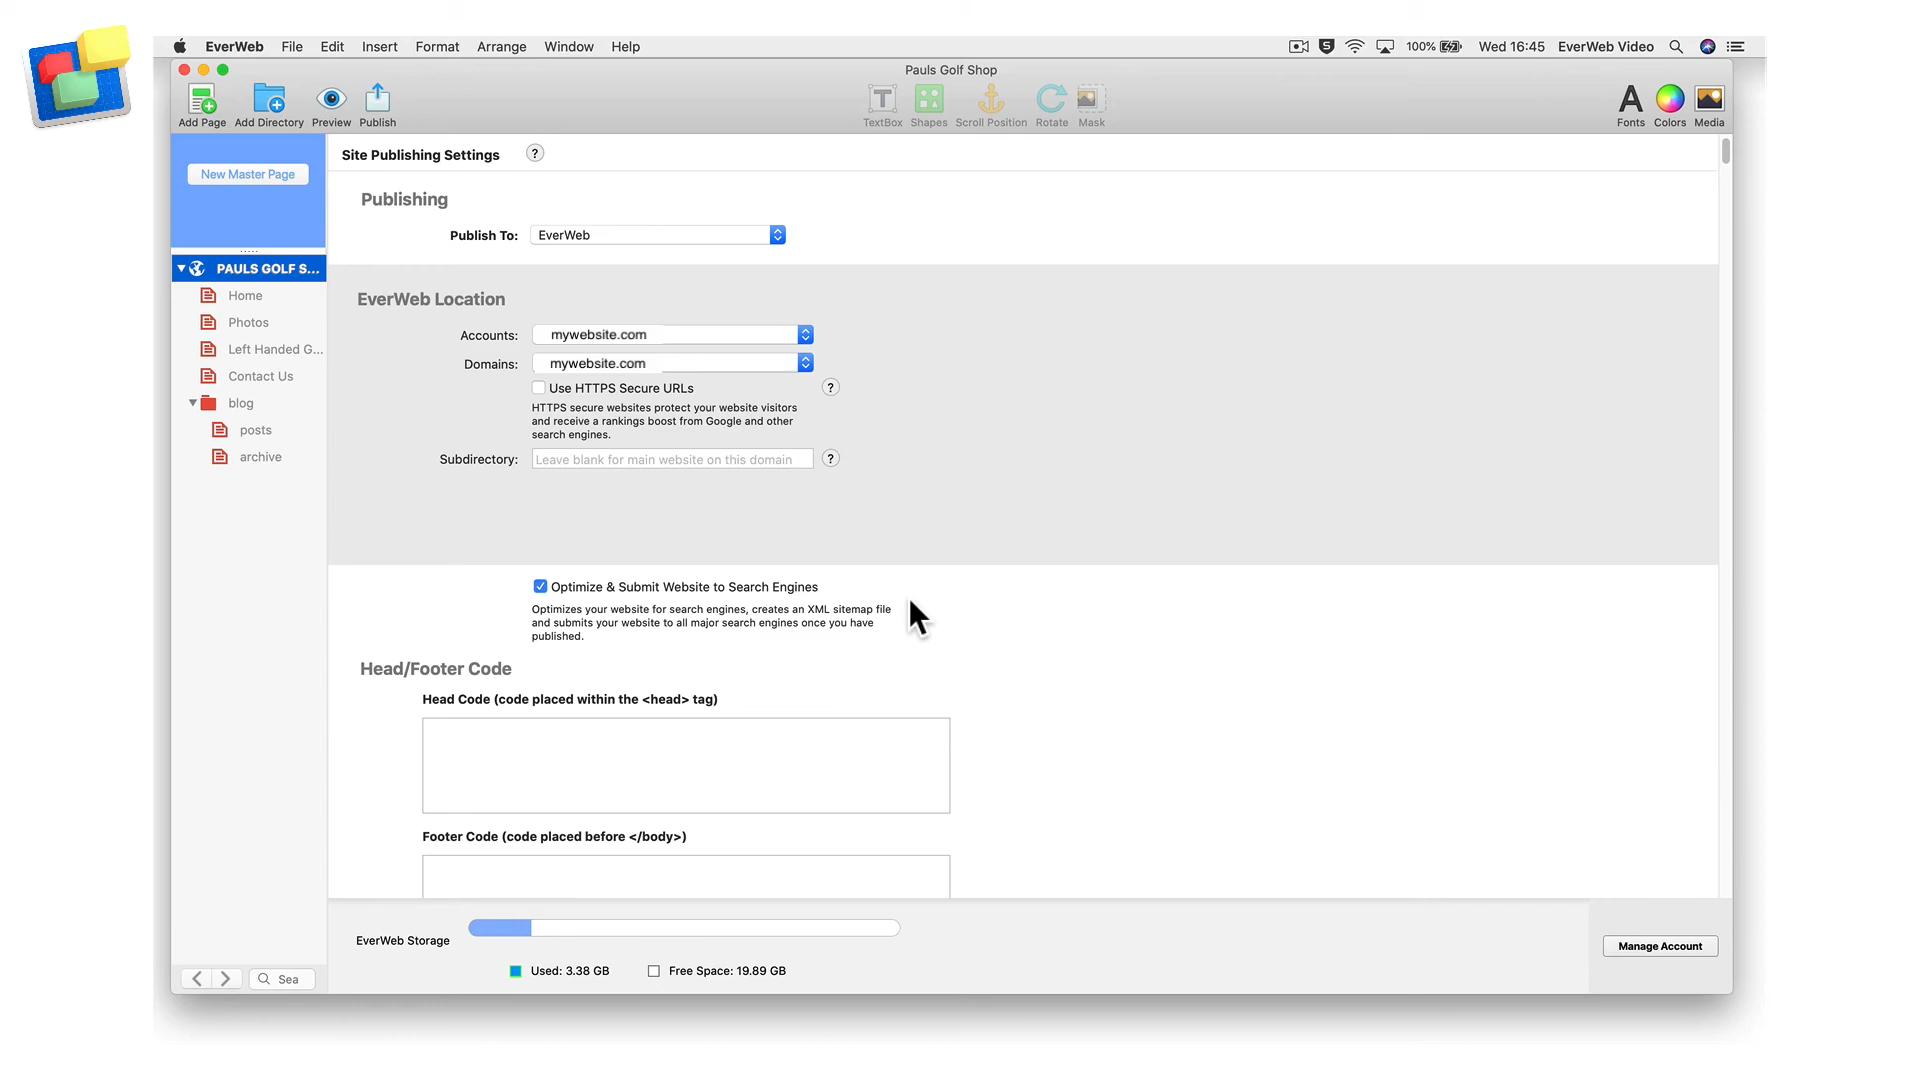 EverWeb File Edit Insert Format Arrange Window Help 100% Wed 16:45 EverWeb Video
Pauls Golf Shop
Add Page Add Directory Preview Publish TextBox Shapes Scroll Position Rotate Mask Fonts Colors Media
New Master Page
PAULS GOLF S...
Home
Photos
Left Handed G...
Contact Us
blog
posts
archive
Sea
Site Publishing Settings ?
Publishing
Publish To: EverWeb
EverWeb Location
Accounts: mywebsite.com
Domains: mywebsite.com
Use HTTPS Secure URLs ?
HTTPS secure websites protect your website visitors
and receive a rankings boost from Google and other
search engines.
Subdirectory: Leave blank for main website on this domain ?
Optimize & Submit Website to Search Engines
Optimizes your website for search engines, creates an XML sitemap file
and submits your website to all major search engines once you have
published.
Head/Footer Code
Head Code (code placed within the <head> tag)
Footer Code (code placed before </body>)
EverWeb Storage
Used: 3.38 GB Free Space: 19.89 GB
Manage Account